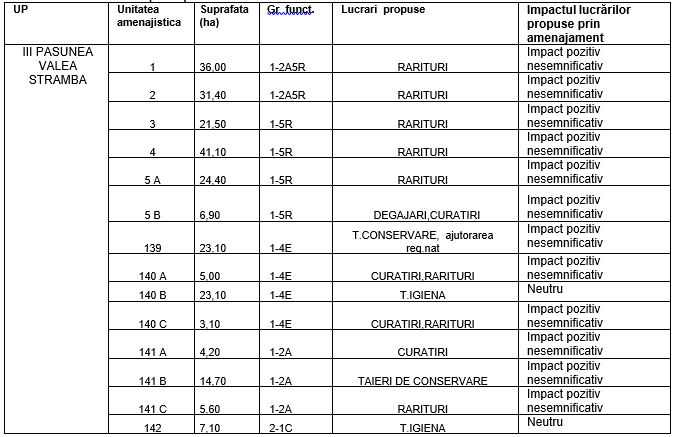 UP Unitatea amenajistica Suprafata (ha) Gr. funct. Lucrari propuse Impactul lucrărilor propuse prin amenajament
III PASUNEA VALEA STRAMBA
1 36,00 1-2A5R RARITURI Impact pozitiv nesemnificativ
2 31,40 1-2A5R RARITURI Impact pozitiv nesemnificativ
3 21,50 1-5R RARITURI Impact pozitiv nesemnificativ
4 41,10 1-5R RARITURI Impact pozitiv nesemnificativ
5 A 24,40 1-5R RARITURI Impact pozitiv nesemnificativ
5 B 6,90 1-5R DEGAJARI,CURATIRI Impact pozitiv nesemnificativ
139 23,10 1-4E T.CONSERVARE, ajutorarea reg.nat Impact pozitiv nesemnificativ
140 A 5,00 1-4E CURATIRI,RARITURI Impact pozitiv nesemnificativ
140 B 23,10 1-4E T.IGIENA Neutru
140 C 3,10 1-4E CURATIRI,RARITURI Impact pozitiv nesemnificativ
141 A 4,20 1-2A CURATIRI Impact pozitiv nesemnificativ
141 B 14,70 1-2A TAIERI DE CONSERVARE Impact pozitiv nesemnificativ
141 C 5,60 1-2A RARITURI Impact pozitiv nesemnificativ
142 7,10 2-1C T.IGIENA Neutru